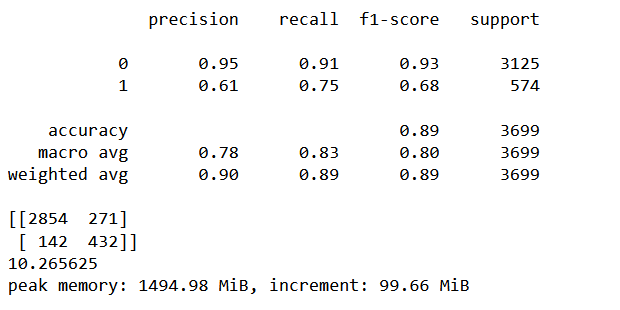 precision recall f1-score support
0 0.95 0.91 0.93 3125
1 0.61 0.75 0.68 574
accuracy 0.89 3699
macro avg 0.78 0.83 0.80 3699
weighted avg 0.90 0.89 0.89 3699
[[2854 271]
[ 142 432]]
10.265625
peak memory: 1494.98 MiB, increment: 99.66 MiB